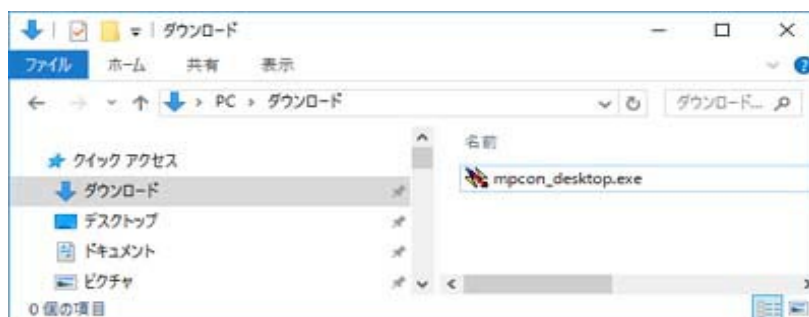 ダウンロード
ファイル ホーム 共有 表示
PC › ダウンロード ダウンロード...
クイック アクセス
ダウンロード
デスクトップ
ドキュメント
ピクチャ
名前
mpcon_desktop.exe
0 個の項目